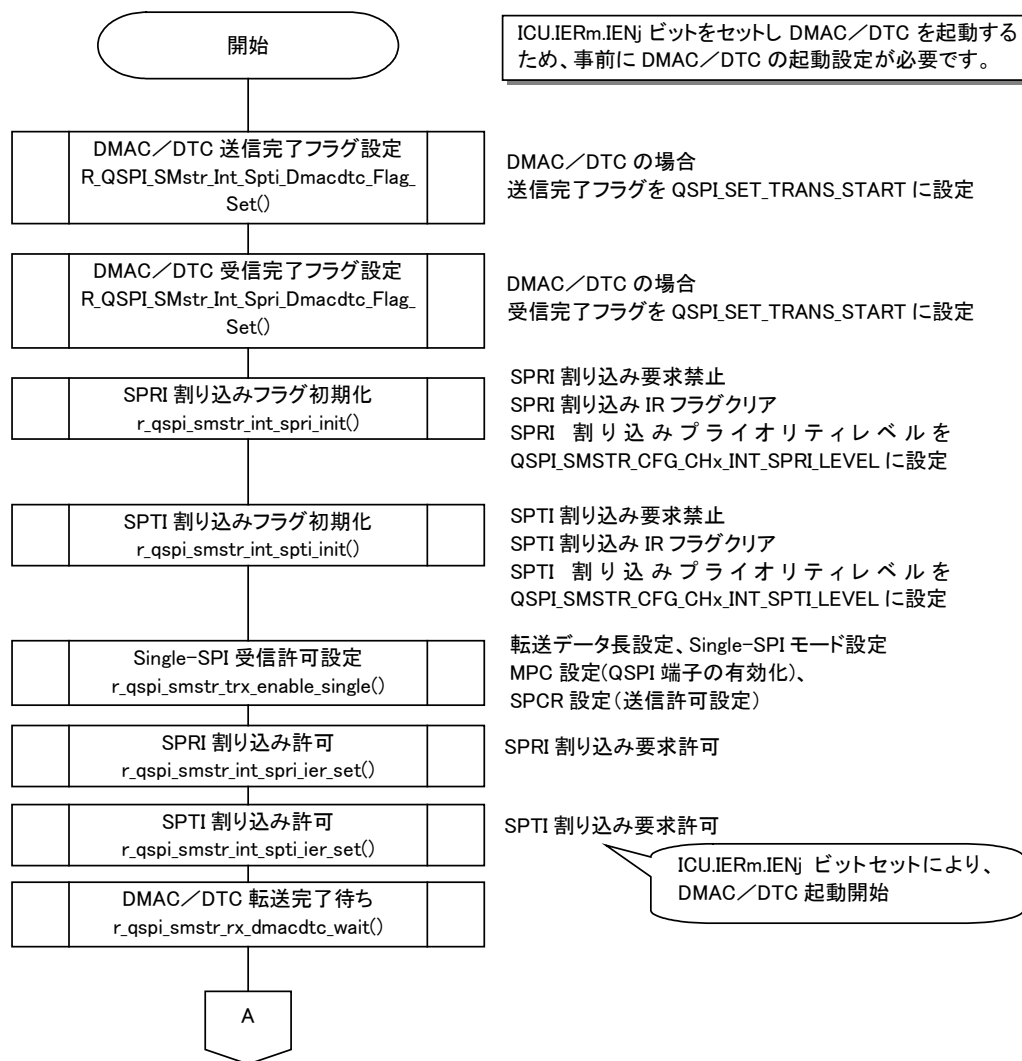 開始
ICU.IERm.IENj ビットをセットし DMAC／DTC を起動する
ため、事前に DMAC／DTC の起動設定が必要です。
DMAC／DTC 送信完了フラグ設定
R_QSPI_SMstr_Int_Spti_Dmacdtc_Flag_
Set()
DMAC／DTC の場合
送信完了フラグを QSPI_SET_TRANS_START に設定
DMAC／DTC 受信完了フラグ設定
R_QSPI_SMstr_Int_Spri_Dmacdtc_Flag_
Set()
DMAC／DTC の場合
受信完了フラグを QSPI_SET_TRANS_START に設定
SPRI 割り込みフラグ初期化
r_qspi_smstr_int_spri_init()
SPRI 割り込み要求禁止
SPRI 割り込み IR フラグクリア
SPRI 割り込みプライオリティレベルを
QSPI_SMSTR_CFG_CHx_INT_SPRI_LEVEL に設定
SPTI 割り込みフラグ初期化
r_qspi_smstr_int_spti_init()
SPTI 割り込み要求禁止
SPTI 割り込み IR フラグクリア
SPTI 割り込みプライオリティレベルを
QSPI_SMSTR_CFG_CHx_INT_SPTI_LEVEL に設定
Single-SPI 受信許可設定
r_qspi_smstr_trx_enable_single()
転送データ長設定、Single-SPI モード設定
MPC 設定(QSPI 端子の有効化)、
SPCR 設定（送信許可設定）
SPRI 割り込み許可
r_qspi_smstr_int_spri_ier_set()
SPRI 割り込み要求許可
SPTI 割り込み許可
r_qspi_smstr_int_spti_ier_set()
SPTI 割り込み要求許可
ICU.IERm.IENj ビットセットにより、
DMAC／DTC 起動開始
DMAC／DTC 転送完了待ち
r_qspi_smstr_rx_dmacdtc_wait()
A